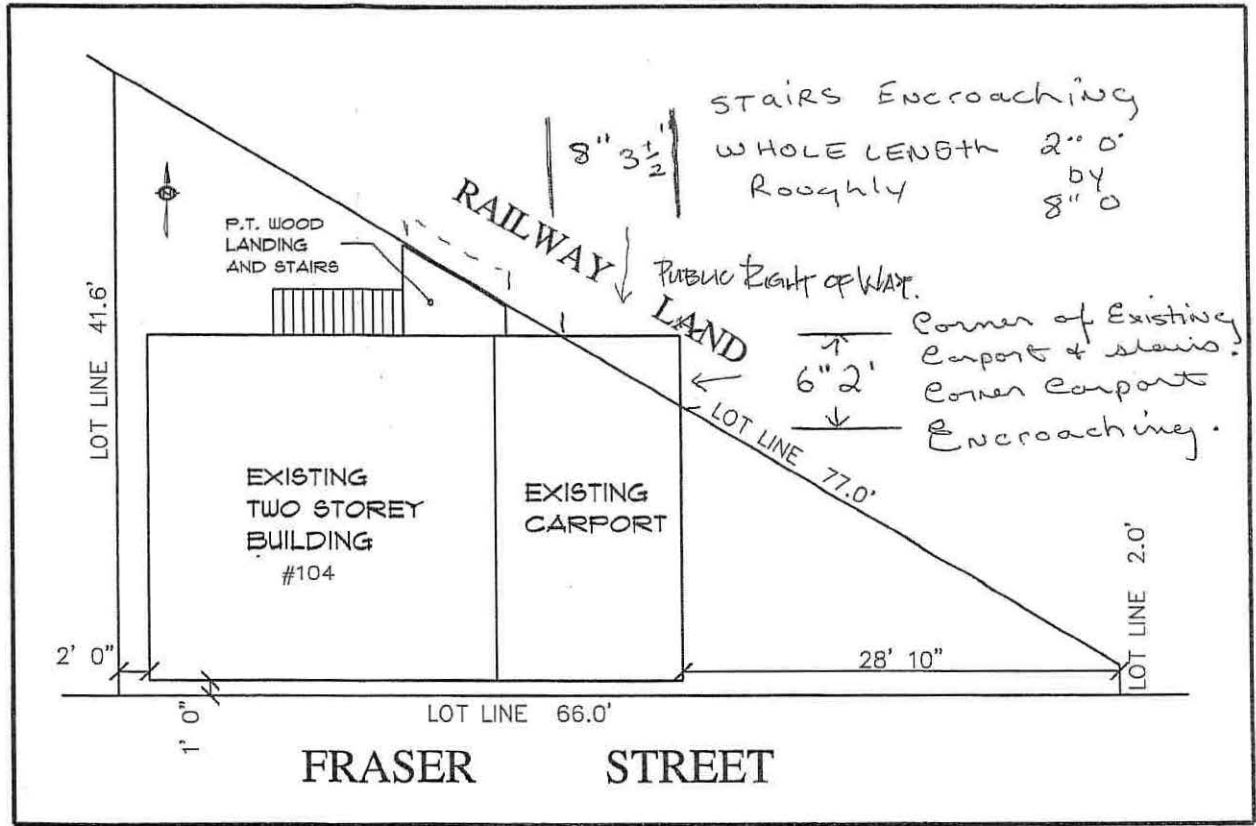 STAIRS Encroaching
8" 3½'
WHOLE LENGTH 2" 0'
Roughly by
8" 0
RAILWAY LAND
Public Right of Way.
P.T. WOOD
LANDING
AND STAIRS
N
Corner of Existing
Carport & stairs.
6" 2'
Corner Carport
Encroaching.
LOT LINE 41.6'
LOT LINE 77.0'
EXISTING
TWO STOREY
BUILDING
#104
EXISTING
CARPORT
LOT LINE 2.0'
2' 0"
28' 10"
1' 0"
LOT LINE 66.0'
FRASER STREET